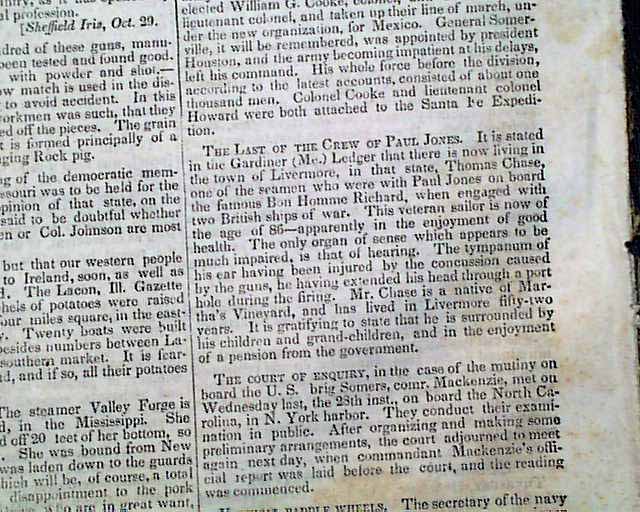 al profession.
[Sheffield Iris, Oct. 29.
dred of these guns, manu-
been tested and found good.
with powder and shot.—
ow match is used in the dis-
to avoid accident. In this
workmen was such, that they
ed off the pieces. The grain
t is formed principally of a
ging Rock pig.
ng of the democratic mem-
ssouri was to be held for the
opinion of that state, on the
said to be doubtful whether
en or Col. Johnson are most
but that our western people
to Ireland, soon, as well as
d. The Lacon, Ill. Gazette
hels of potatoes were raised
our miles square, in the east-
y. Twenty boats were built
besides numbers between La-
southern market. It is fear-
d, and if so, all their potatoes
The steamer Valley Forge is
d, in the Mississippi. She
d off 20 feet of her bottom, so
She was bound from New
was laden down to the guards
hich will be, of course, a total
disappointment to the pork
who are in great want,
elected William G. Cooke,
lieutenant colonel, and taken up their line of march, un-
der the new organization, for Mexico. General Somer-
ville, it will be remembered, was appointed by president
Houston, and the army becoming impatient at his delays,
left his command. His whole force before the division,
according to the latest accounts, consisted of about one
thousand men. Colonel Cooke and lieutenant colonel
Howard were both attached to the Santa Fe Expedi-
tion.
THE LAST OF THE CREW OF PAUL JONES. It is stated
in the Gardiner (Me.) Ledger that there is now living in
the town of Livermore, in that state, Thomas Chase,
one of the seamen who were with Paul Jones on board
the famous Bon Homme Richard, when engaged with
two British ships of war. This veteran sailor is now of
the age of 86—apparently in the enjoyment of good
health. The only organ of sense which appears to be
much impaired, is that of hearing. The tympanum of
his ear having been injured by the concussion caused
by the guns, he having extended his head through a port
hole during the firing. Mr. Chase is a native of Mar-
tha's Vineyard, and has lived in Livermore fifty-two
years. It is gratifying to state that he is surrounded by
his children and grand-children, and in the enjoyment
of a pension from the government.
THE COURT OF ENQUIRY, in the case of the mutiny on
board the U. S. brig Somers, comr. Mackenzie, met on
Wednesday last, the 28th inst., on board the North Ca-
rolina, in N. York harbor. They conduct their exami-
nation in public. After organizing and making some
preliminary arrangements, the court adjourned to meet
again next day, when commandant Mackenzie's offi-
cial report was laid before the court, and the reading
was commenced.
PADDLE WHEELS. The secretary of the navy